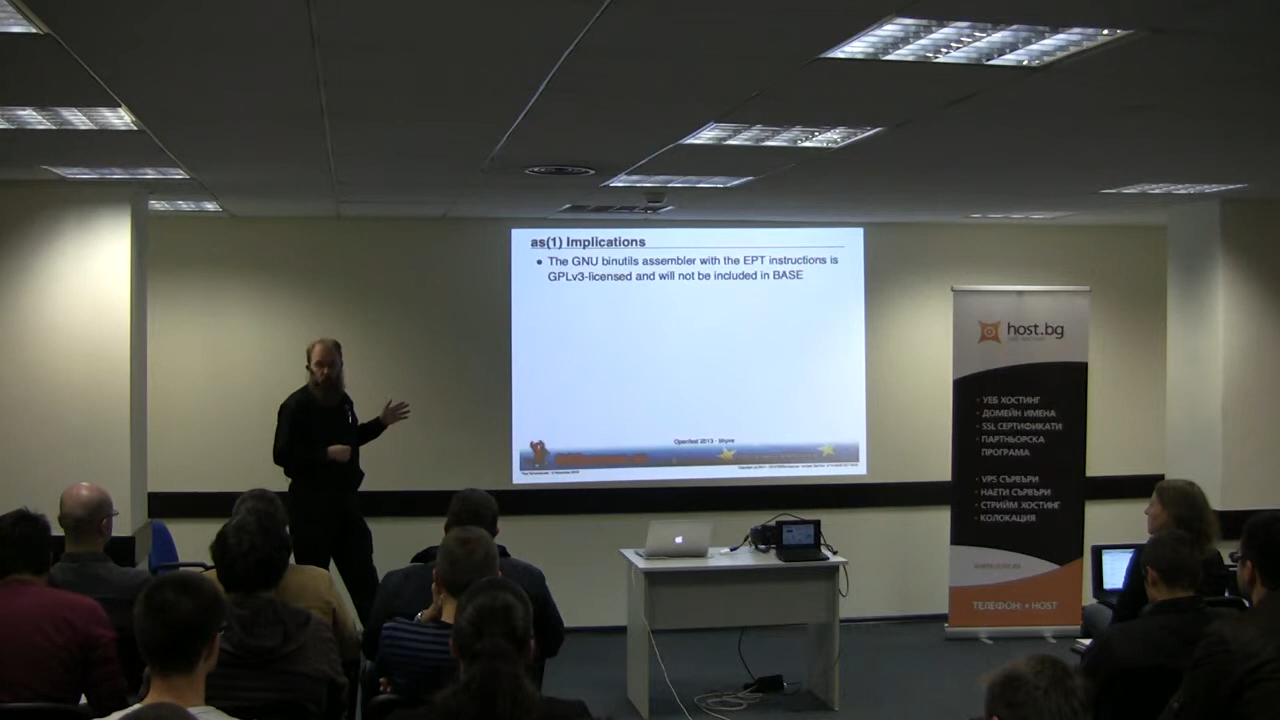 as(1) Implications
• The GNU binutils assembler with the EPT instructions is
GPLv3-licensed and will not be included in BASE
Openfest 2013 - bhyve
host.bg
УЕБ ХОСТИНГ
ДОМЕЙН ИМЕНА
SSL СЕРТИФИКАТИ
ПАРТНЬОРСКА
ПРОГРАМА
VPS СЪРВЪРИ
НАЕТИ СЪРВЪРИ
СТРИЙМ ХОСТИНГ
КОЛОКАЦИЯ
ТЕЛЕФОН: • HOST